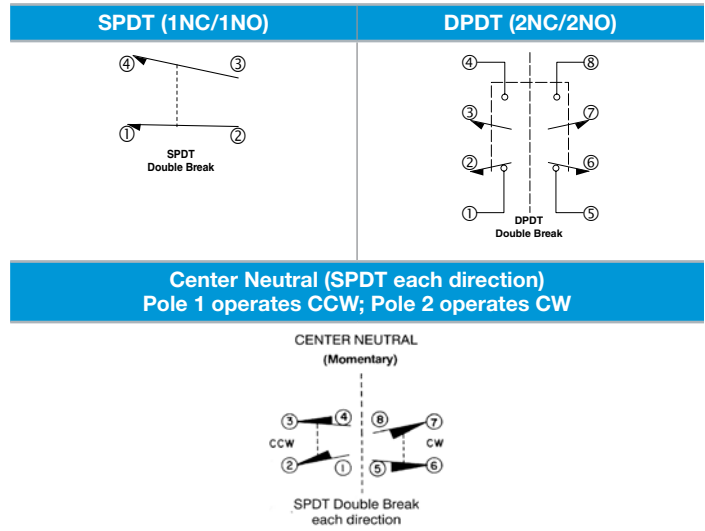 SPDT (1NC/1NO)
④ ③
① ②
SPDT
Double Break
DPDT (2NC/2NO)
④ ⑧
③ ⑦
② ⑥
① ⑤
DPDT
Double Break
Center Neutral (SPDT each direction)
Pole 1 operates CCW; Pole 2 operates CW
CENTER NEUTRAL
(Momentary)
③ ④ ⑧ ⑦
CCW CW
② ① ⑤ ⑥
SPDT Double Break
each direction